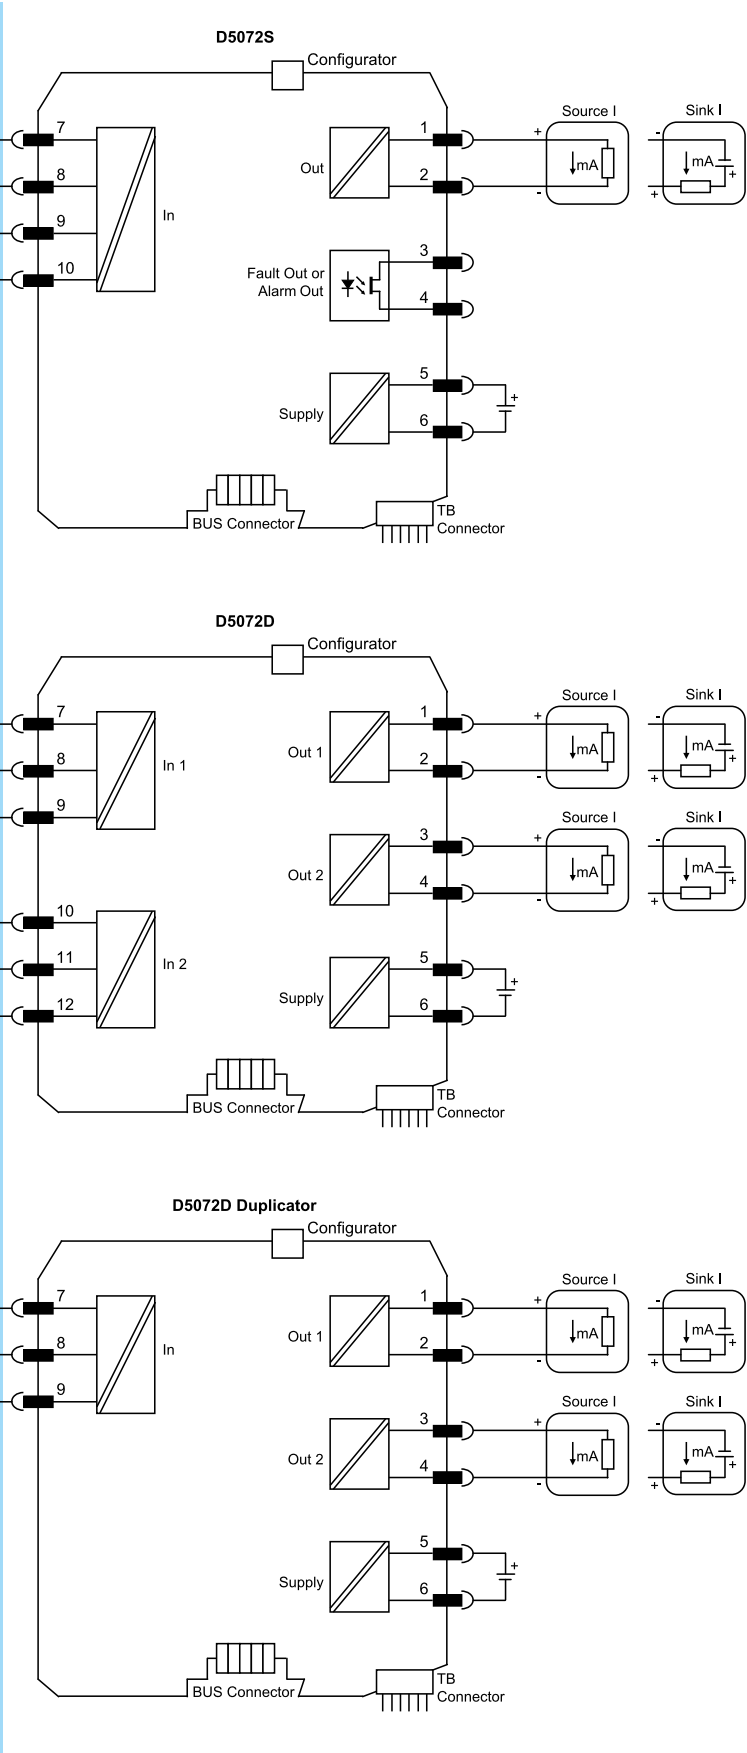 D5072S
Configurator
Source I
Sink I
7
1
+
-
mA
mA
+
8
Out
2
-
+
9
In
10
3
Fault Out or
Alarm Out
4
5
+
Supply
6
BUS Connector
TB
Connector
D5072D
Configurator
Source I
Sink I
7
1
+
-
mA
mA
+
8
In 1
Out 1
2
-
+
9
Source I
Sink I
3
+
-
mA
mA
+
Out 2
4
-
+
10
11
In 2
5
+
Supply
12
6
BUS Connector
TB
Connector
D5072D Duplicator
Configurator
Source I
Sink I
7
1
+
-
mA
mA
+
8
In
Out 1
2
-
+
9
Source I
Sink I
3
+
-
mA
mA
+
Out 2
4
-
+
5
+
Supply
6
BUS Connector
TB
Connector